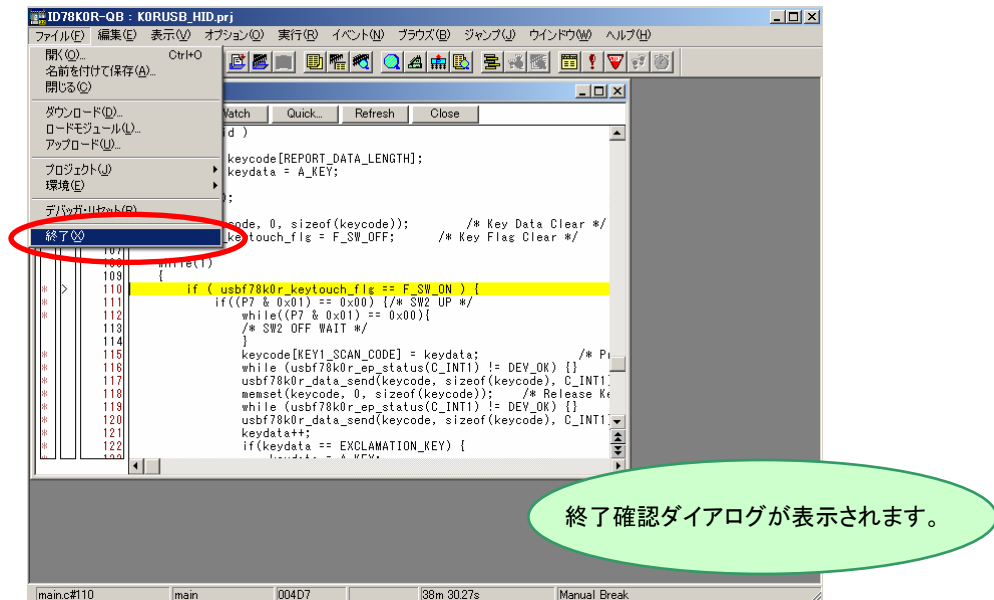 ID78K0R-QB : K0RUSB_HID.prj
ファイル(F) 編集(E) 表示(V) オプション(O) 実行(R) イベント(N) ブラウズ(B) ジャンプ(J) ウインドウ(W) ヘルプ(H)
開く(O)... Ctrl+O
名前を付けて保存(A)...
閉じる(C)
ダウンロード(D)...
ロードモジュール(L)...
アップロード(U)...
プロジェクト(J)
環境(E)
デバッガ・リセット(R)...
終了(X)
Watch Quick... Refresh Close
id )
keycode[REPORT_DATA_LENGTH];
keydata = A_KEY;
);
code, 0, sizeof(keycode)); /* Key Data Clear */
keytouch_flg = F_SW_OFF; /* Key Flag Clear */
107
108 while(1)
109 {
* > 110 if ( usbf78k0r_keytouch_flg == F_SW_ON ) {
* 111 if((P7 & 0x01) == 0x00) {/* SW2 UP */
* 112 while((P7 & 0x01) == 0x00){
113 /* SW2 OFF WAIT */
114 }
* 115 keycode[KEY1_SCAN_CODE] = keydata; /* P
* 116 while (usbf78k0r_ep_status(C_INT1) != DEV_OK) {}
* 117 usbf78k0r_data_send(keycode, sizeof(keycode), C_INT1
* 118 memset(keycode, 0, sizeof(keycode)); /* Release Ke
* 119 while (usbf78k0r_ep_status(C_INT1) != DEV_OK) {}
* 120 usbf78k0r_data_send(keycode, sizeof(keycode), C_INT1
* 121 keydata++;
* 122 if(keydata == EXCLAMATION_KEY) {
終了確認ダイアログが表示されます。
main.c#110 main 004D7 38m 30.27s Manual Break